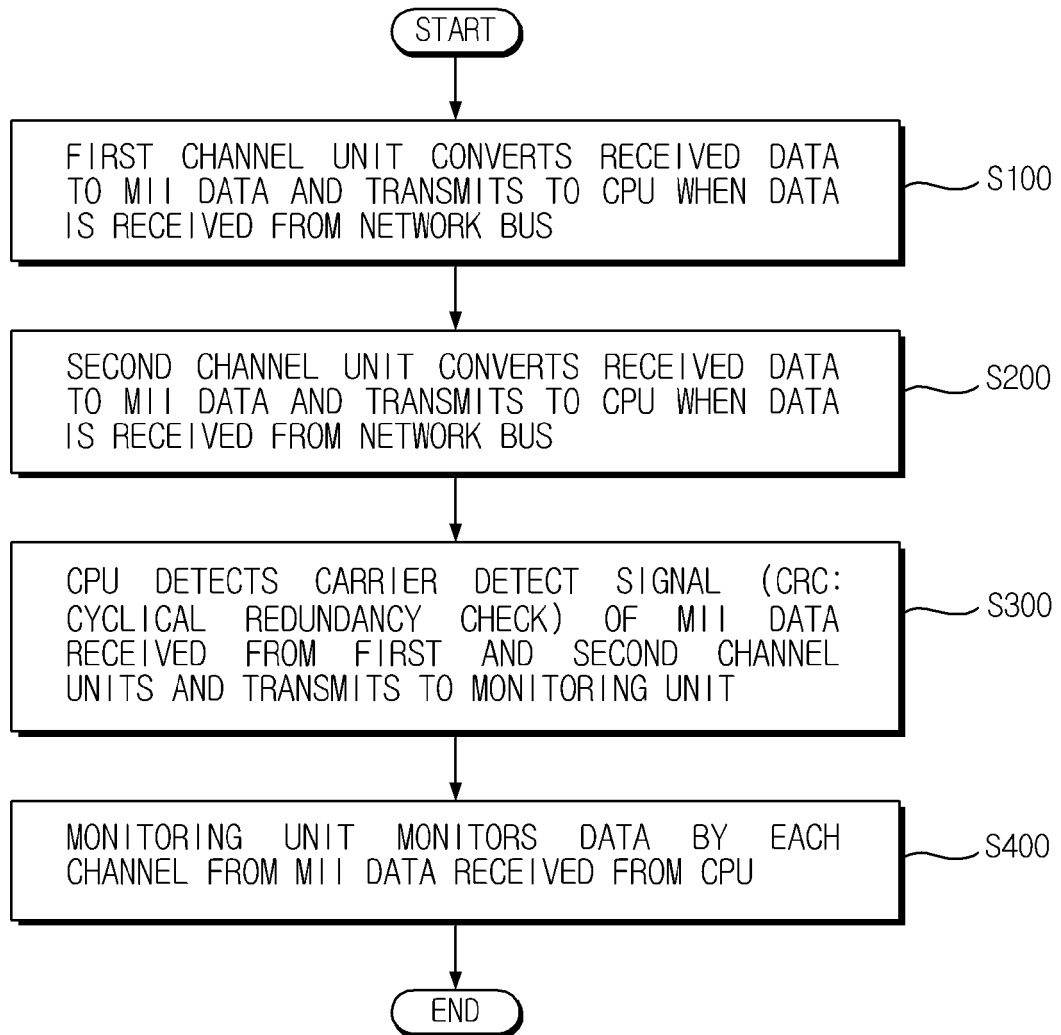 START
FIRST CHANNEL UNIT CONVERTS RECEIVED DATA
TO MII DATA AND TRANSMITS TO CPU WHEN DATA
IS RECEIVED FROM NETWORK BUS
S100
SECOND CHANNEL UNIT CONVERTS RECEIVED DATA
TO MII DATA AND TRANSMITS TO CPU WHEN DATA
IS RECEIVED FROM NETWORK BUS
S200
CPU DETECTS CARRIER DETECT SIGNAL (CRC:
CYCLICAL REDUNDANCY CHECK) OF MII DATA
RECEIVED FROM FIRST AND SECOND CHANNEL
UNITS AND TRANSMITS TO MONITORING UNIT
S300
MONITORING UNIT MONITORS DATA BY EACH
CHANNEL FROM MII DATA RECEIVED FROM CPU
S400
END